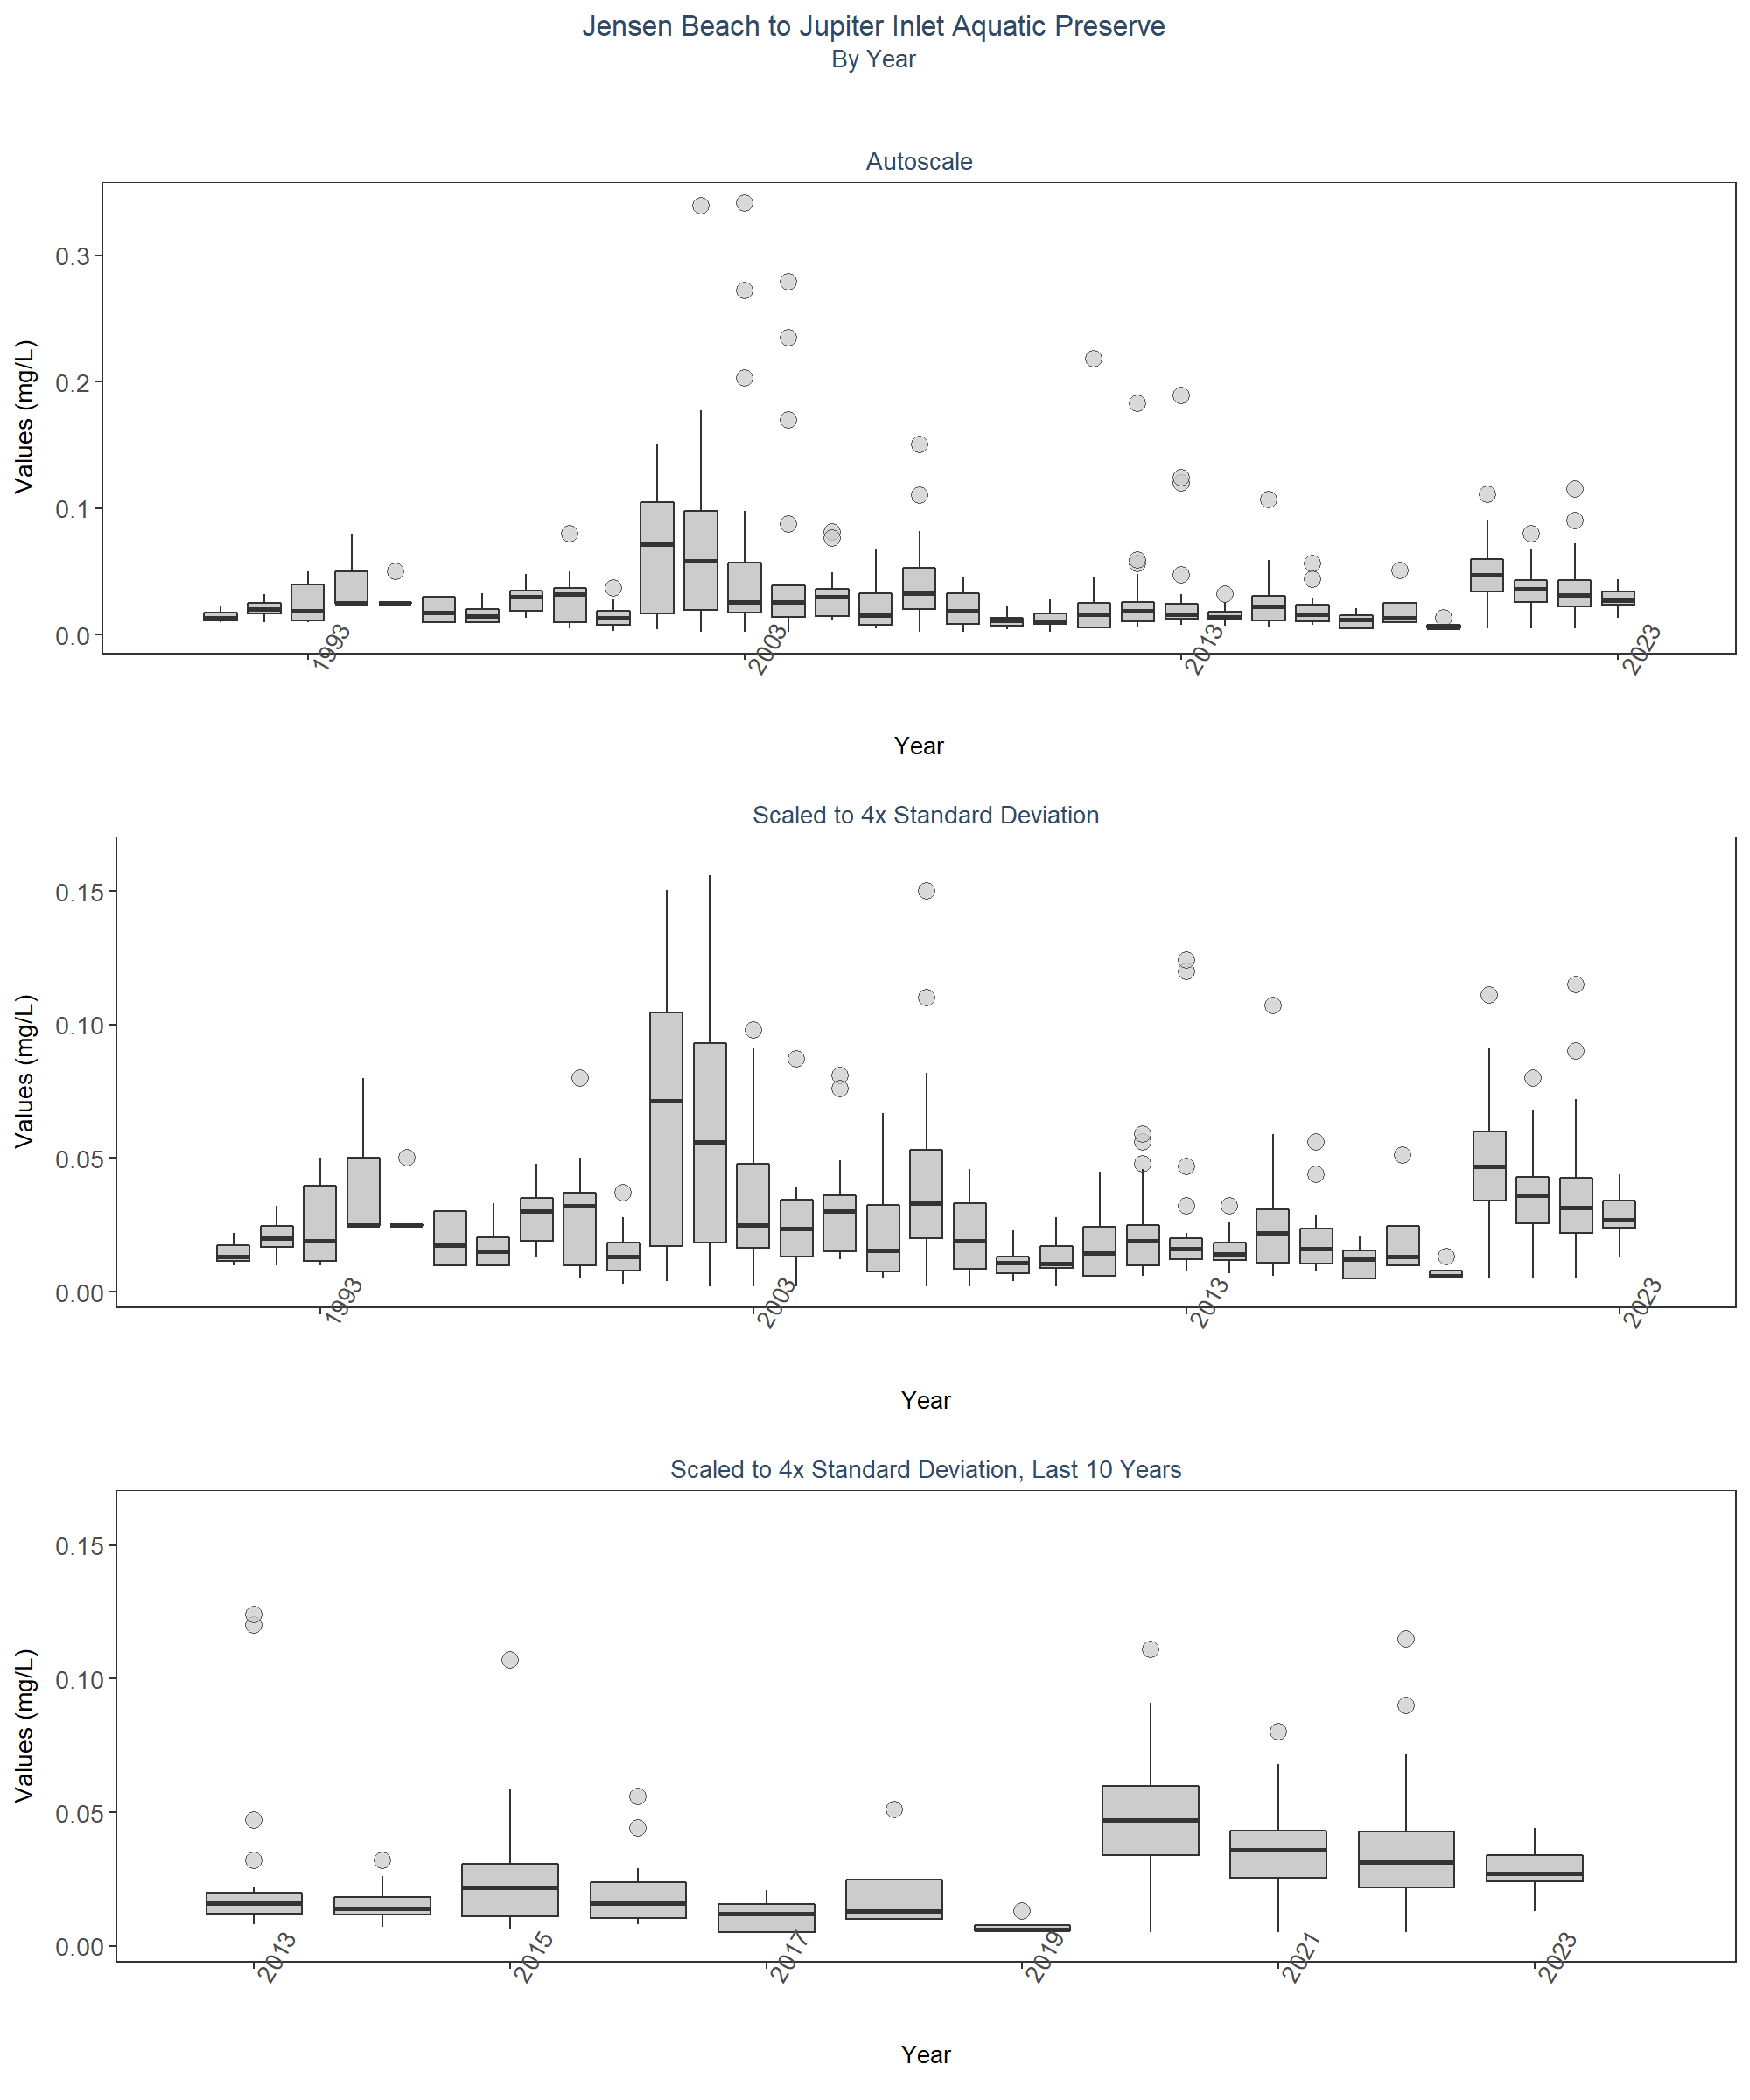 Jensen Beach to Jupiter Inlet Aquatic Preserve
By Year
Autoscale
Values (mg/L)
0.3
0.2
0.1
0.0
1993
2003
2013
2023
Year
Scaled to 4x Standard Deviation
Values (mg/L)
0.15
0.10
0.05
0.00
1993
2003
2013
2023
Year
Scaled to 4x Standard Deviation, Last 10 Years
Values (mg/L)
0.15
0.10
0.05
0.00
2013
2015
2017
2019
2021
2023
Year